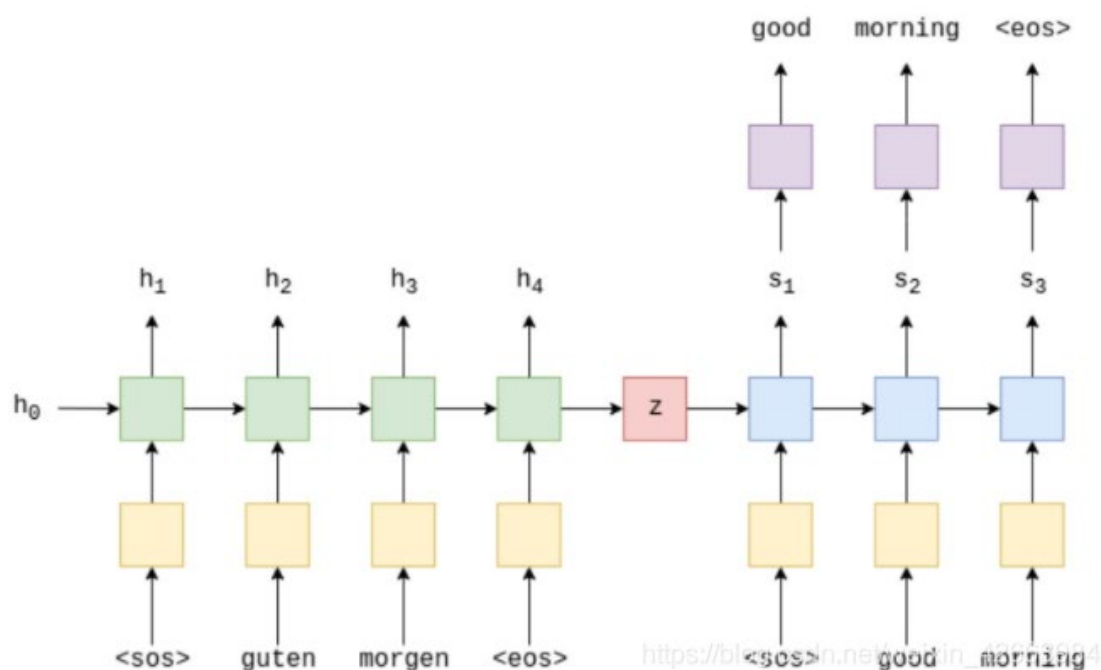 good morning <eos>
h1 h2 h3 h4 s1 s2 s3
h0 z
<sos> guten morgen <eos> <sos> good morning